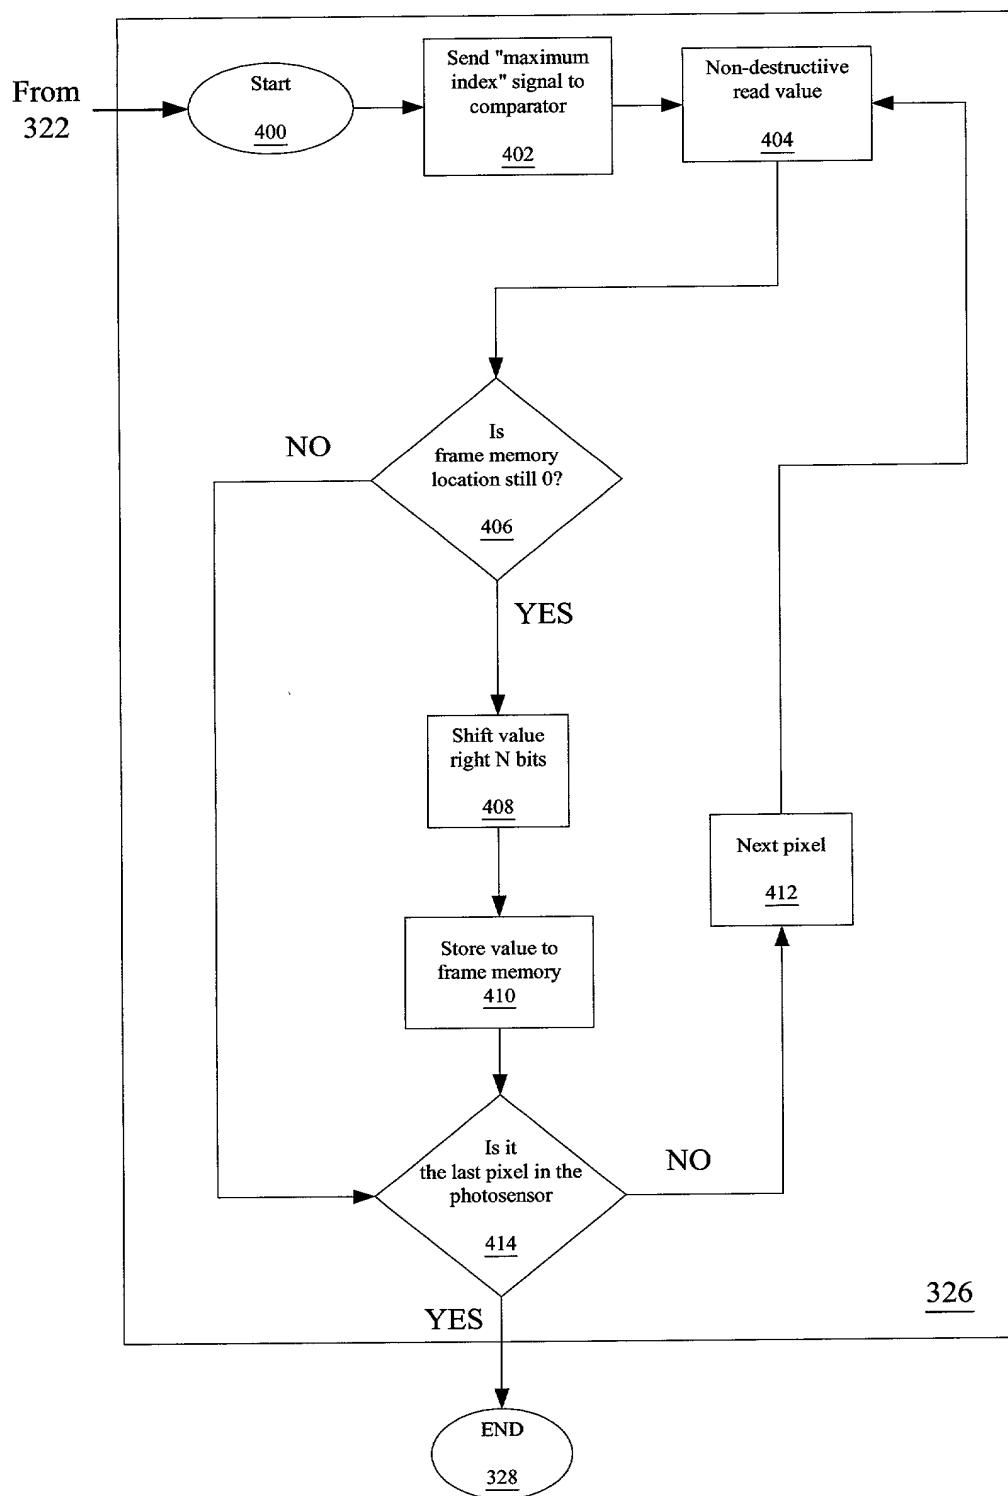 From
322
Start
400
Send "maximum
index" signal to
comparator
402
Non-destructiive
read value
404
NO
Is
frame memory
location still 0?
406
YES
Shift value
right N bits
408
Next pixel
412
Store value to
frame memory
410
Is it
the last pixel in the
photosensor
414
NO
326
YES
END
328